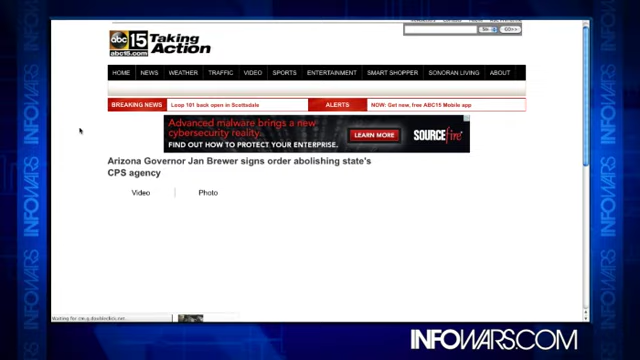 abc 15 Taking
Action
abc15.com
HOME NEWS WEATHER TRAFFIC VIDEO SPORTS ENTERTAINMENT SMART SHOPPER SONORAN LIVING ABOUT
BREAKING NEWS Loop 101 back open in Scottsdale ALERTS NOW: Get new, free ABC15 Mobile app
Advanced malware brings a new
cybersecurity reality.
FIND OUT HOW TO PROTECT YOUR ENTERPRISE.
LEARN MORE
SOURCEfire
Arizona Governor Jan Brewer signs order abolishing state's
CPS agency
Video Photo
INFOWARS.COM
INFOWARS
INFOWARS